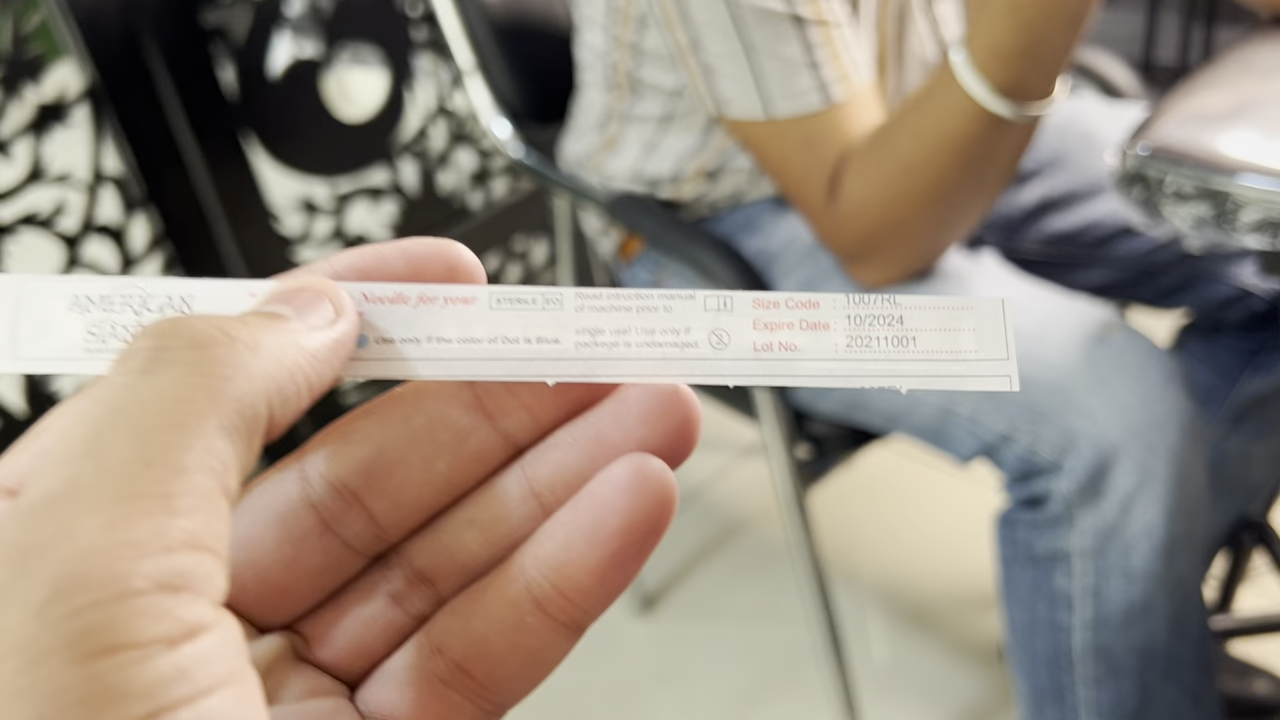 AMERICAN
Needle for your
STERILE EO
Read intruction manual
of machine prior to
single use! Use only if
package is undamaged.
Use only if the color of Dot is Blue.
Size Code : 1007RL
Expire Date : 10/2024
Lot No. : 20211001